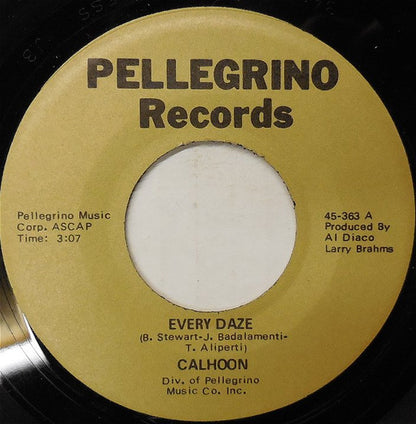 PELLEGRINO
Records
Pellegrino Music
Corp. ASCAP
Time: 3:07
45-363 A
Produced By
Al Diaco
Larry Brahms
EVERY DAZE
(B. Stewart-J. Badalamenti-
T. Aliperti)
CALHOON
Div. of Pellegrino
Music Co. Inc.